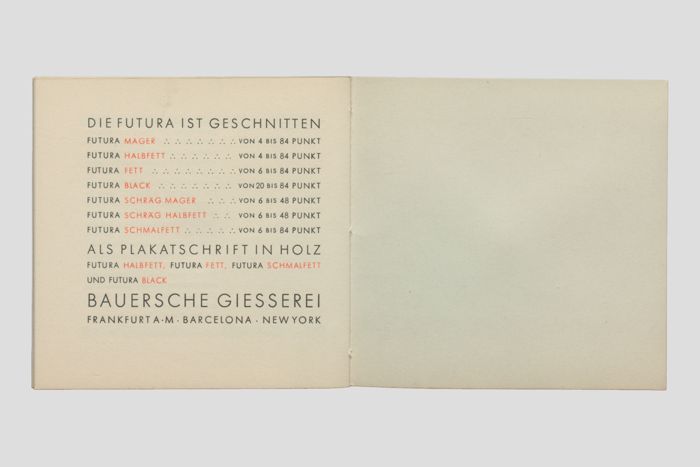 DIE FUTURA IST GESCHNITTEN
FUTURA MAGER ∴ ∴ ∴ ∴ ∴ ∴ ∴ VON 4 BIS 84 PUNKT
FUTURA HALBFETT ∴ ∴ ∴ ∴ ∴ ∴ VON 4 BIS 84 PUNKT
FUTURA FETT ∴ ∴ ∴ ∴ ∴ ∴ ∴ VON 6 BIS 84 PUNKT
FUTURA BLACK ∴ ∴ ∴ ∴ ∴ ∴ VON 20 BIS 84 PUNKT
FUTURA SCHRÄG MAGER ∴ ∴ ∴ VON 6 BIS 48 PUNKT
FUTURA SCHRÄG HALBFETT ∴ ∴ VON 6 BIS 48 PUNKT
FUTURA SCHMALFETT ∴ ∴ ∴ ∴ ∴ VON 6 BIS 84 PUNKT
ALS PLAKATSCHRIFT IN HOLZ
FUTURA HALBFETT, FUTURA FETT, FUTURA SCHMALFETT
UND FUTURA BLACK
BAUERSCHE GIESSEREI
FRANKFURT A·M · BARCELONA · NEW YORK